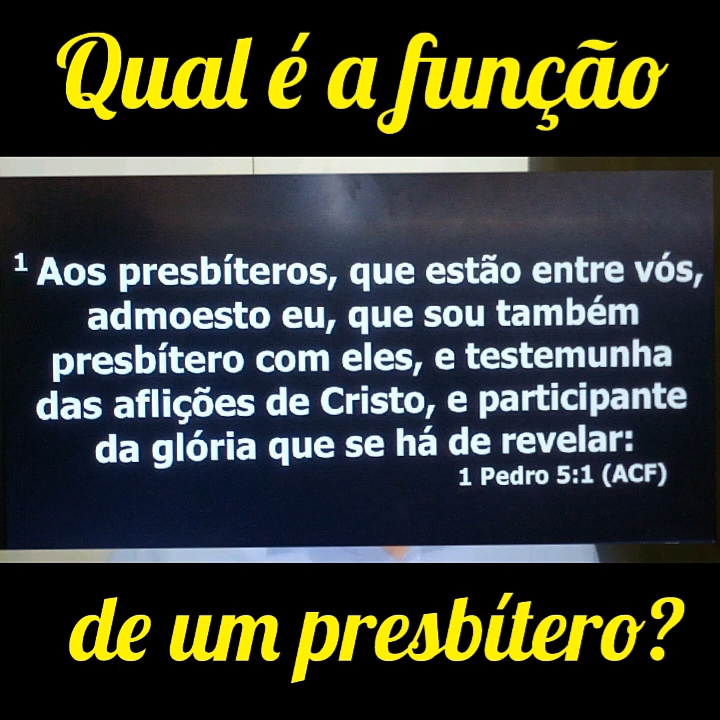 Qual é a função
1 Aos presbíteros, que estão entre vós,
admoesto eu, que sou também
presbítero com eles, e testemunha
das aflições de Cristo, e participante
da glória que se há de revelar:
1 Pedro 5:1 (ACF)
de um presbítero?